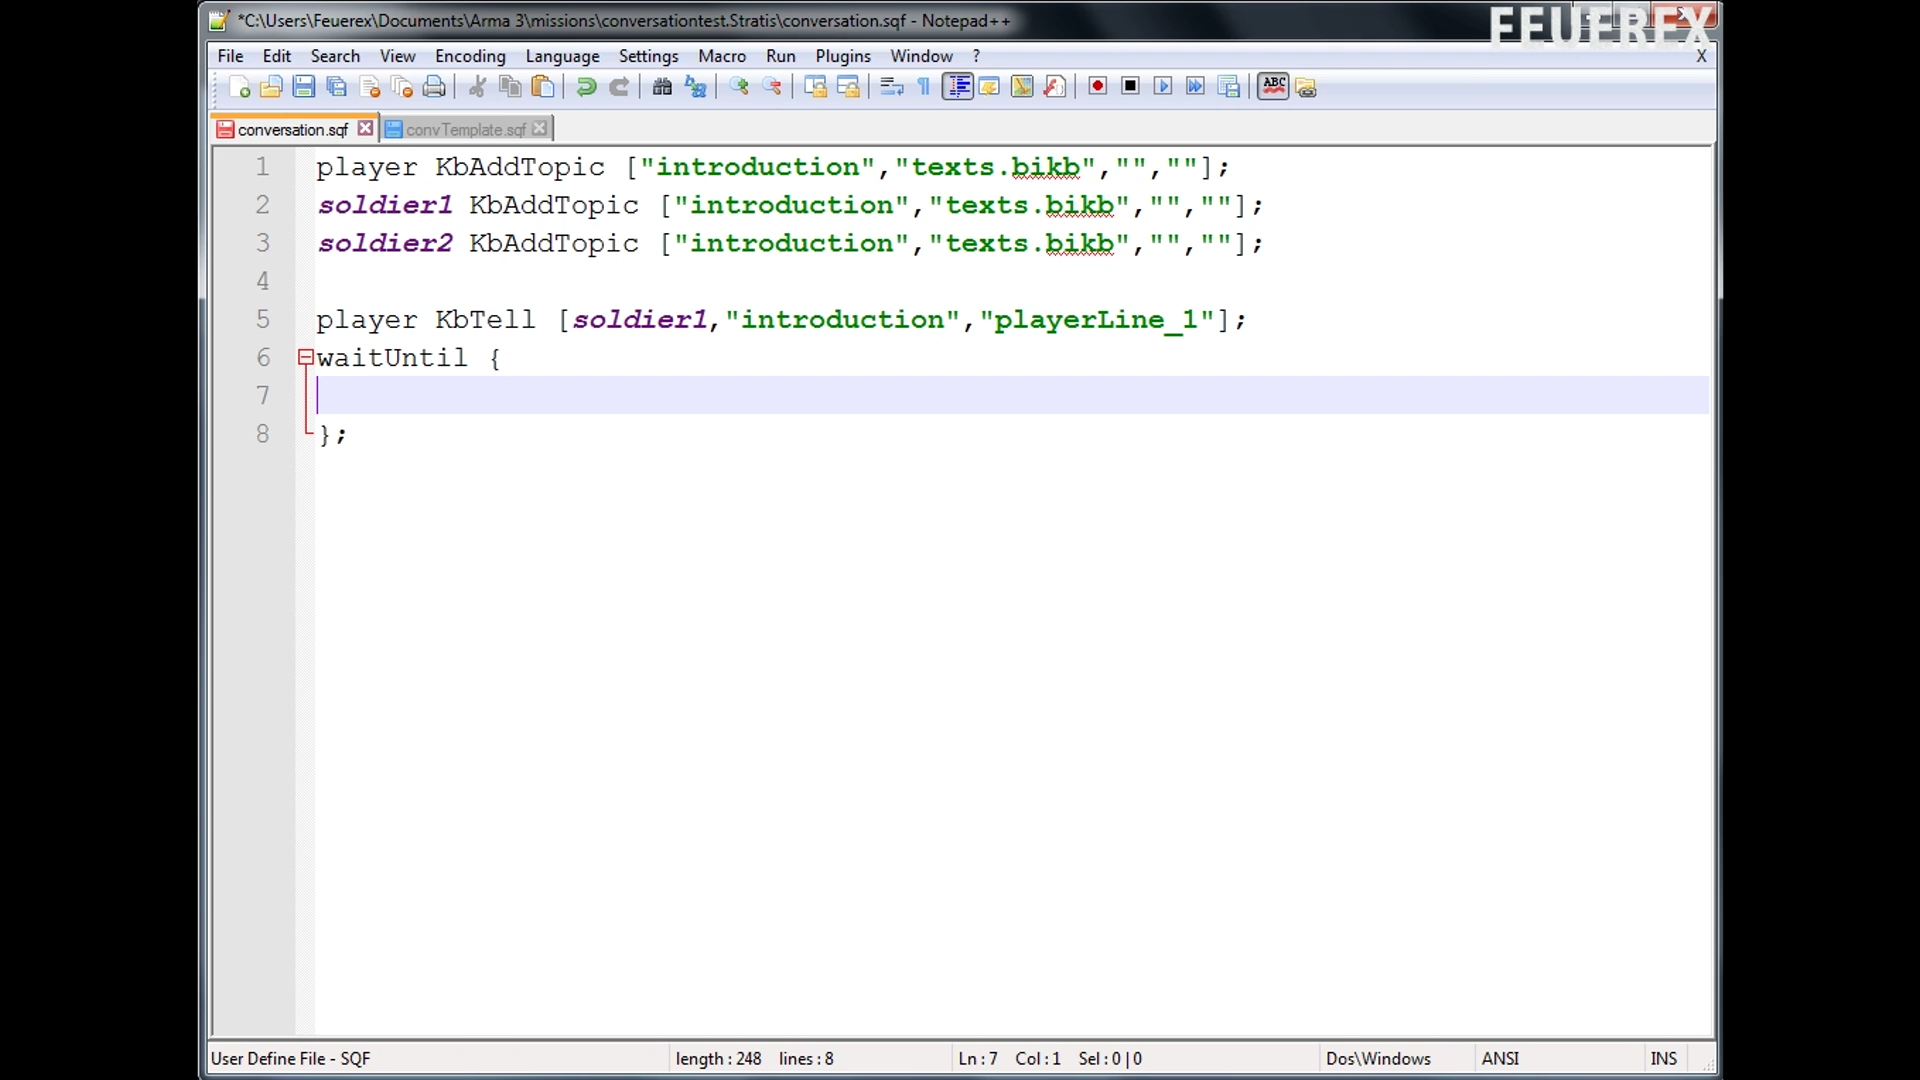 *C:\Users\Feuerex\Documents\Arma 3\missions\conversationtest.Stratis\conversation.sqf - Notepad++
FEUEREX
File Edit Search View Encoding Language Settings Macro Run Plugins Window ? X
ABC
conversation.sqf convTemplate.sqf
1 player KbAddTopic ["introduction","texts.bikb","",""];
2 soldier1 KbAddTopic ["introduction","texts.bikb","",""];
3 soldier2 KbAddTopic ["introduction","texts.bikb","",""];
4
5 player KbTell [soldier1,"introduction","playerLine_1"];
6 waitUntil {
7
8 };
User Define File - SQF length : 248 lines : 8 Ln : 7 Col : 1 Sel : 0 | 0 Dos\Windows ANSI INS